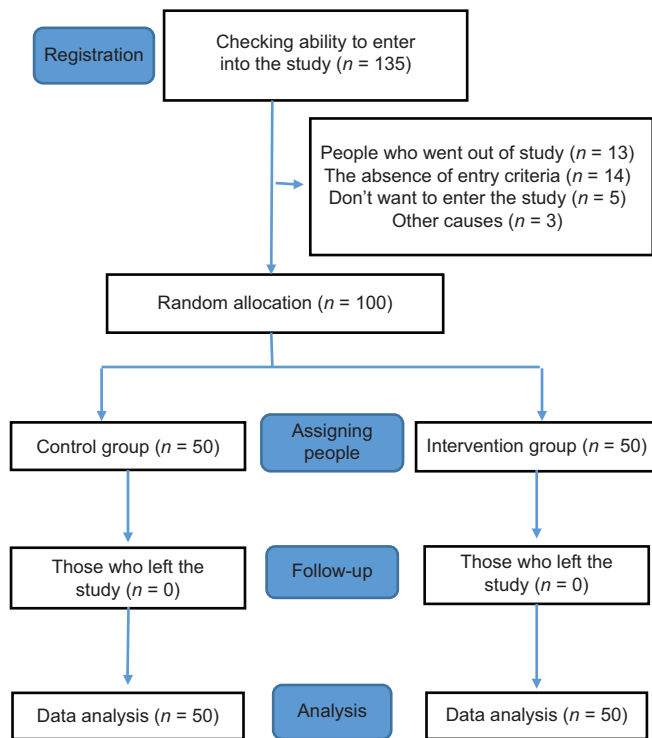 Registration
Checking ability to enter
into the study (n = 135)
People who went out of study (n = 13)
The absence of entry criteria (n = 14)
Don't want to enter the study (n = 5)
Other causes (n = 3)
Random allocation (n = 100)
Control group (n = 50)
Assigning
people
Intervention group (n = 50)
Those who left the
study (n = 0)
Follow-up
Those who left the
study (n = 0)
Data analysis (n = 50)
Analysis
Data analysis (n = 50)